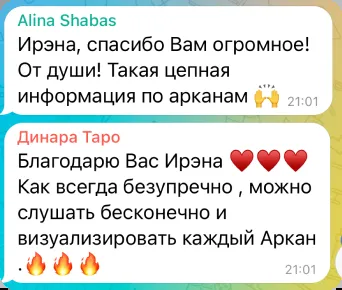 Alina Shabas
Ирэна, спасибо Вам огромное!
От души! Такая цепная
информация по арканам 🙌
21:01
Динара Таро
Благодарю Вас Ирэна ♥️♥️♥️
Как всегда безупречно , можно
слушать бесконечно и
визуализировать каждый Аркан
.🔥🔥🔥
21:01